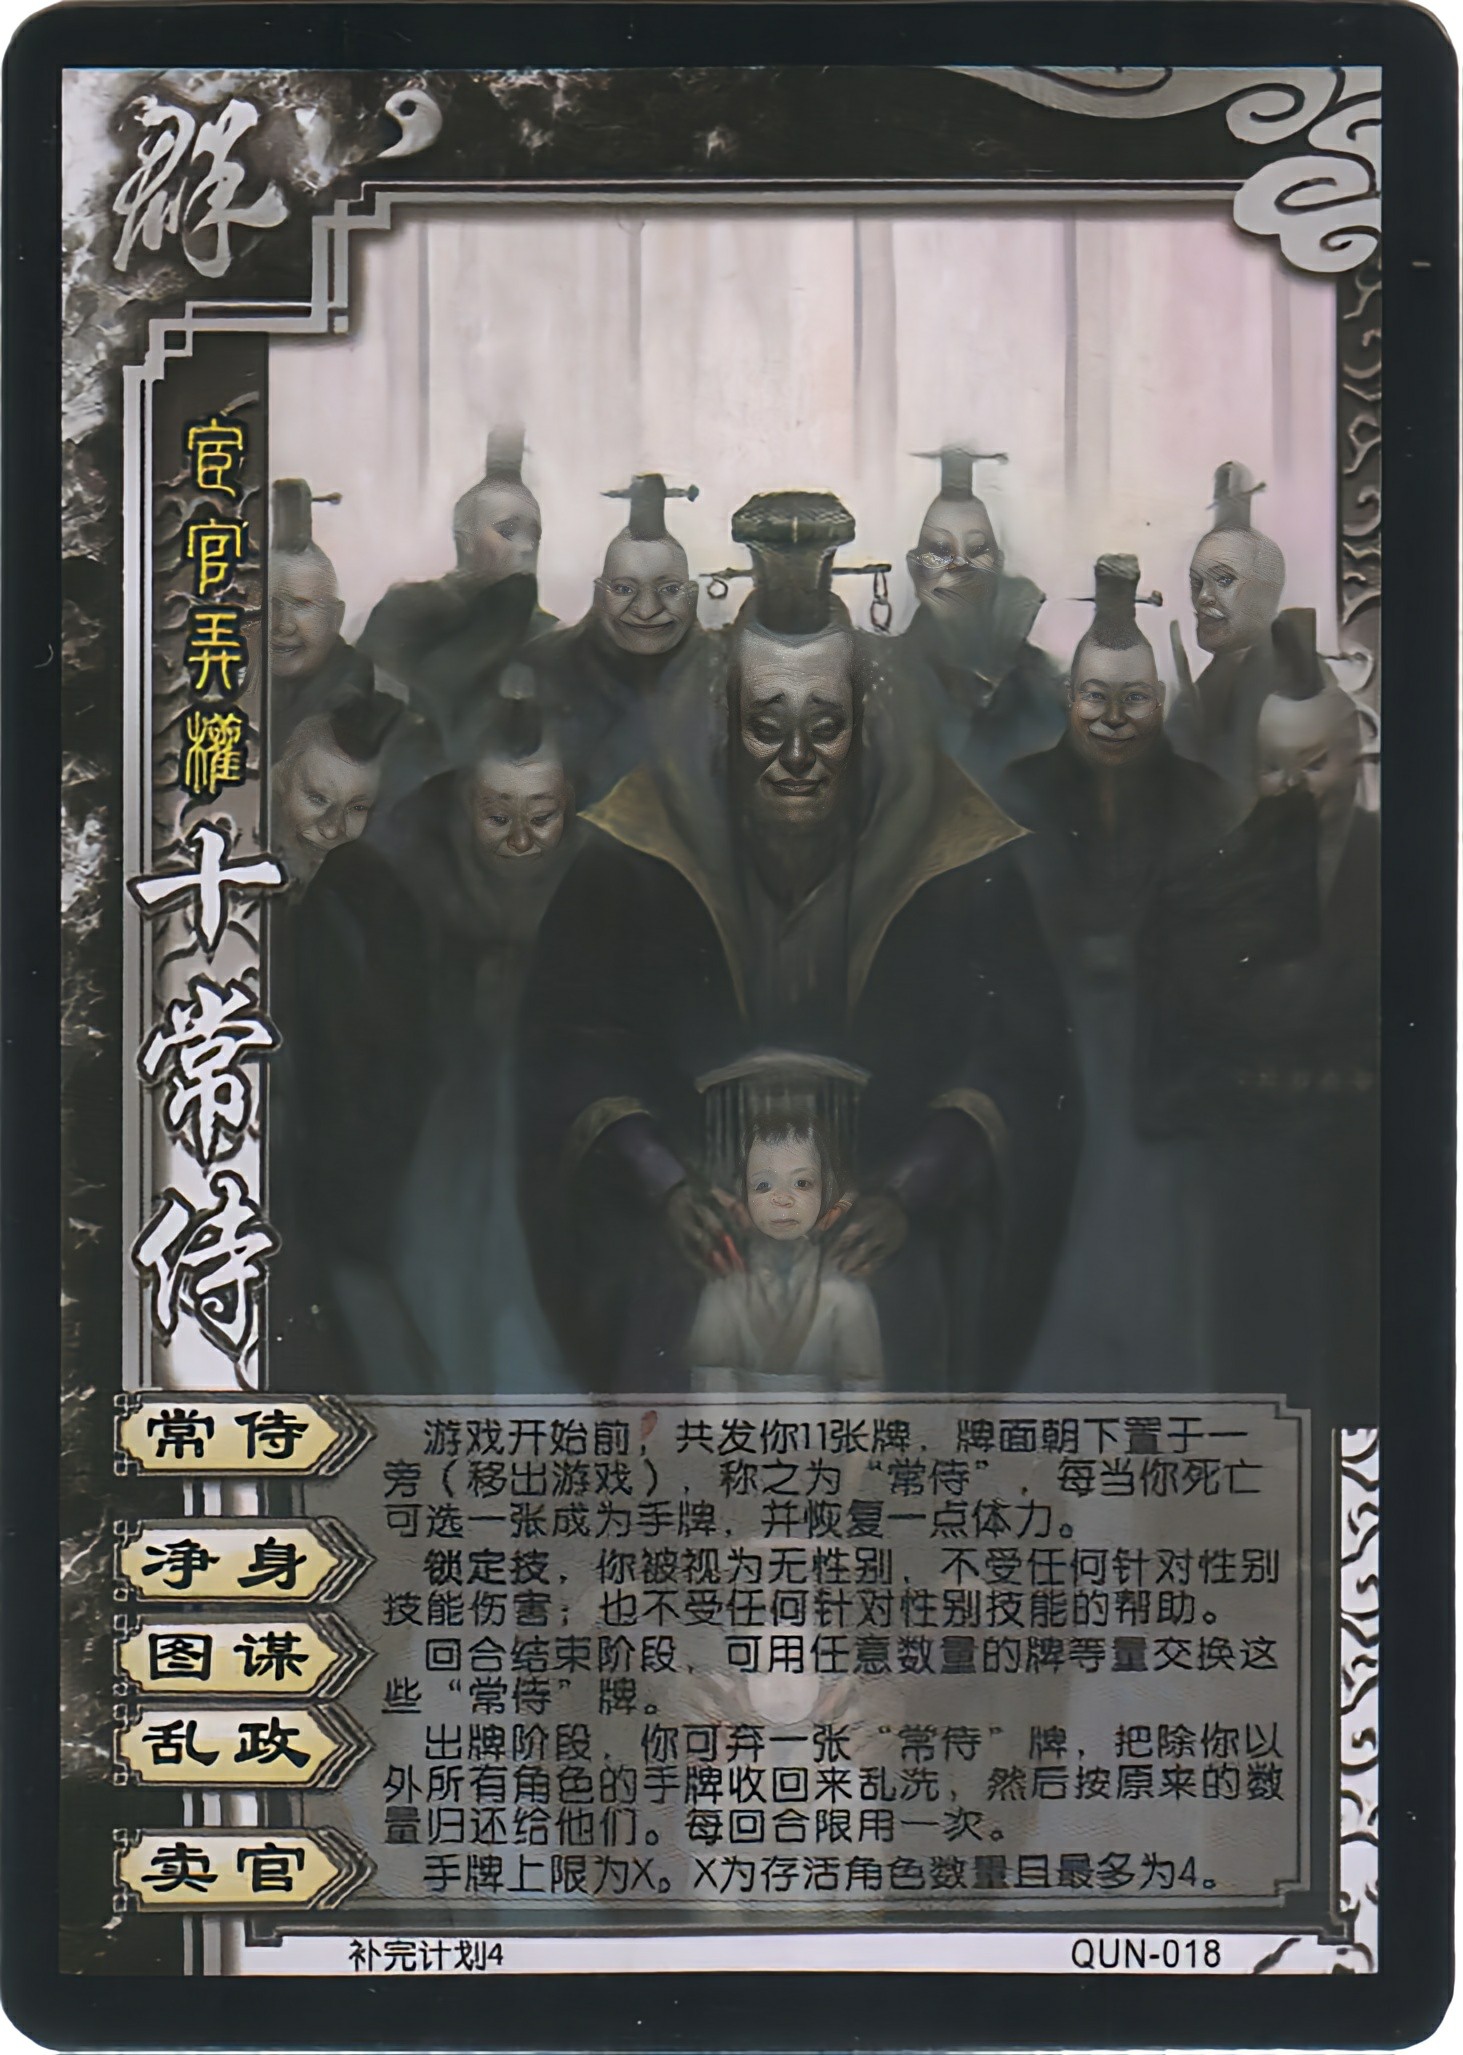 群
宦官弄權
十常侍
常侍
游戏开始前，共发你11张牌，牌面朝下置于一
旁（移出游戏），称之为“常侍”，每当你死亡
可选一张成为手牌，并恢复一点体力。
净身
锁定技，你被视为无性别，不受任何针对性别
技能伤害；也不受任何针对性别技能的帮助。
图谋
回合结束阶段，可用任意数量的牌等量交换这
些“常侍”牌。
乱政
出牌阶段，你可弃一张“常侍”牌，把除你以
外所有角色的手牌收回来乱洗，然后按原来的数
量归还给他们。每回合限用一次。
卖官
手牌上限为X。X为存活角色数量且最多为4。
补完计划4
QUN-018